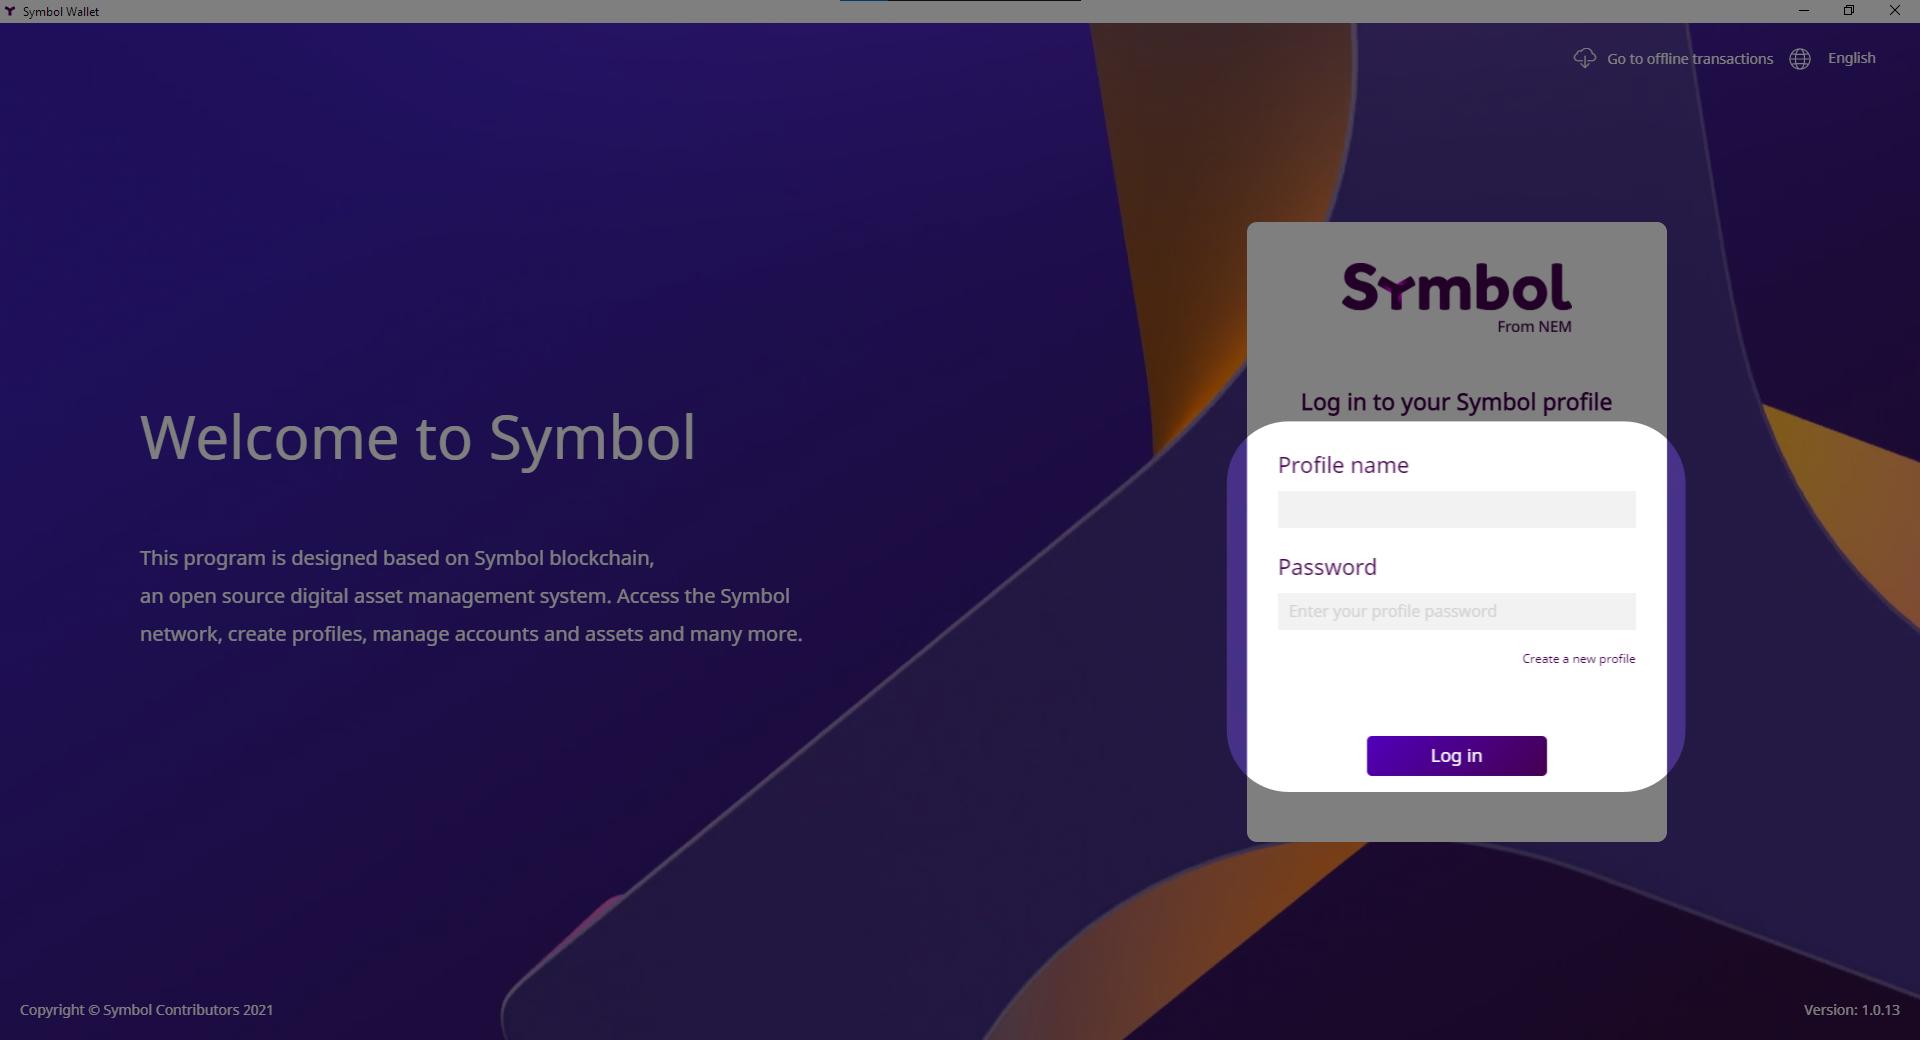 Symbol Wallet
Go to offline transactions
English
Symbol
From NEM
Log in to your Symbol profile
Welcome to Symbol
Profile name
Password
This program is designed based on Symbol blockchain,
an open source digital asset management system. Access the Symbol
network, create profiles, manage accounts and assets and many more.
Enter your profile password
Create a new profile
Log in
Copyright © Symbol Contributors 2021
Version: 1.0.13